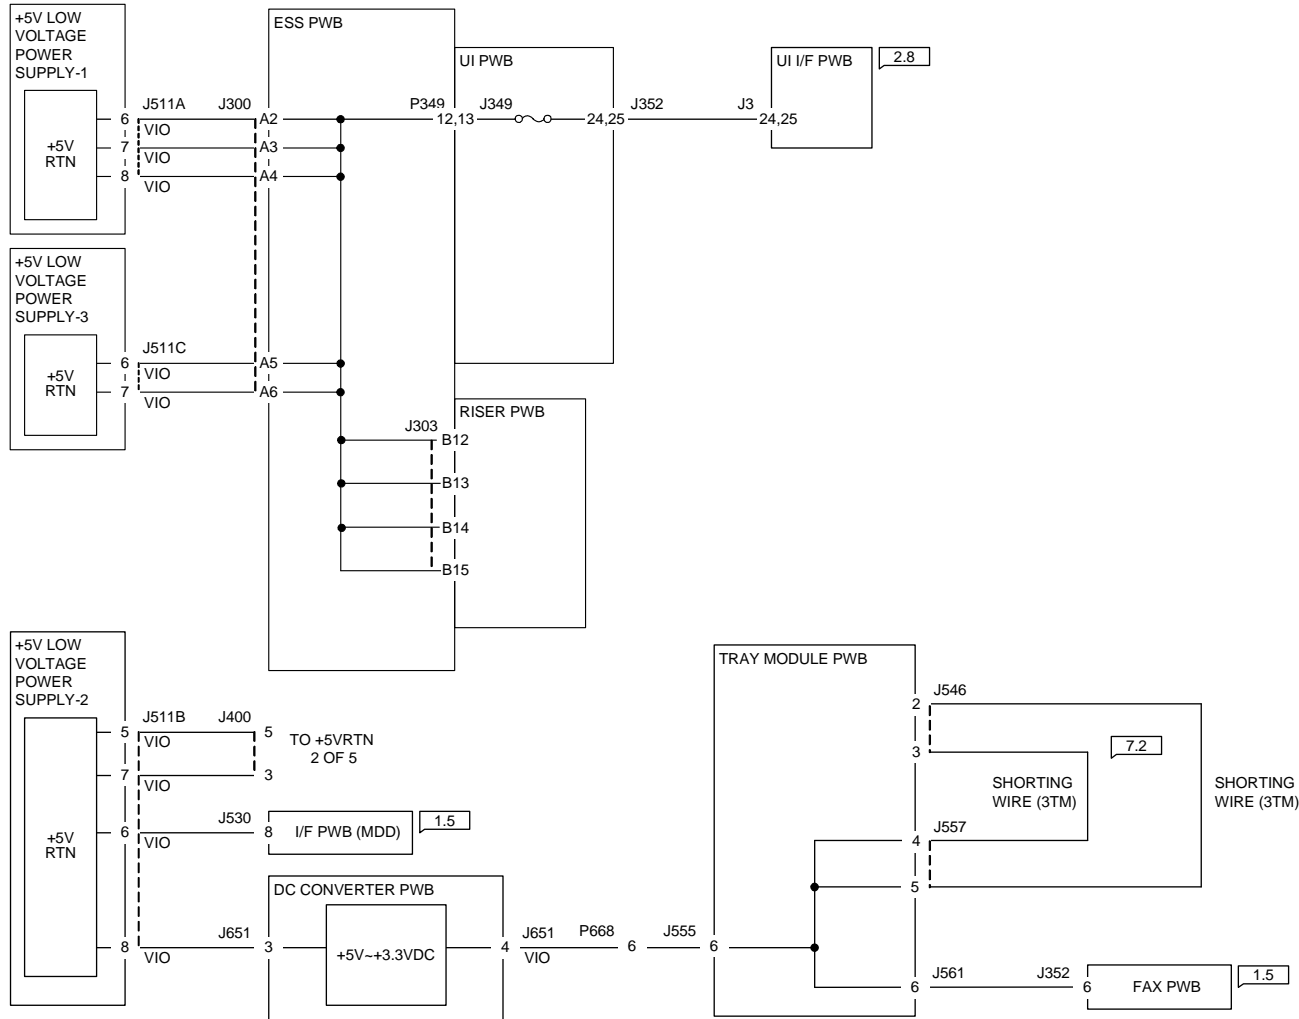 +5V LOW
VOLTAGE
POWER
SUPPLY-1
+5V
RTN
6
7
8
J511A
VIO
VIO
VIO
J300
A2
A3
A4
ESS PWB
P349
12,13
J349
UI PWB
24,25
J352
J3
24,25
UI I/F PWB
2.8
+5V LOW
VOLTAGE
POWER
SUPPLY-3
+5V
RTN
6
7
J511C
VIO
VIO
A5
A6
RISER PWB
J303
B12
B13
B14
B15
+5V LOW
VOLTAGE
POWER
SUPPLY-2
+5V
RTN
5
7
6
8
J511B
VIO
VIO
VIO
VIO
J400
5
3
TO +5VRTN
2 OF 5
J530
8
I/F PWB (MDD)
1.5
J651
3
DC CONVERTER PWB
+5V~+3.3VDC
4
J651
VIO
P668
6
J555
6
TRAY MODULE PWB
2
J546
3
7.2
SHORTING
WIRE (3TM)
SHORTING
WIRE (3TM)
4
J557
5
6
J561
J352
6
FAX PWB
1.5